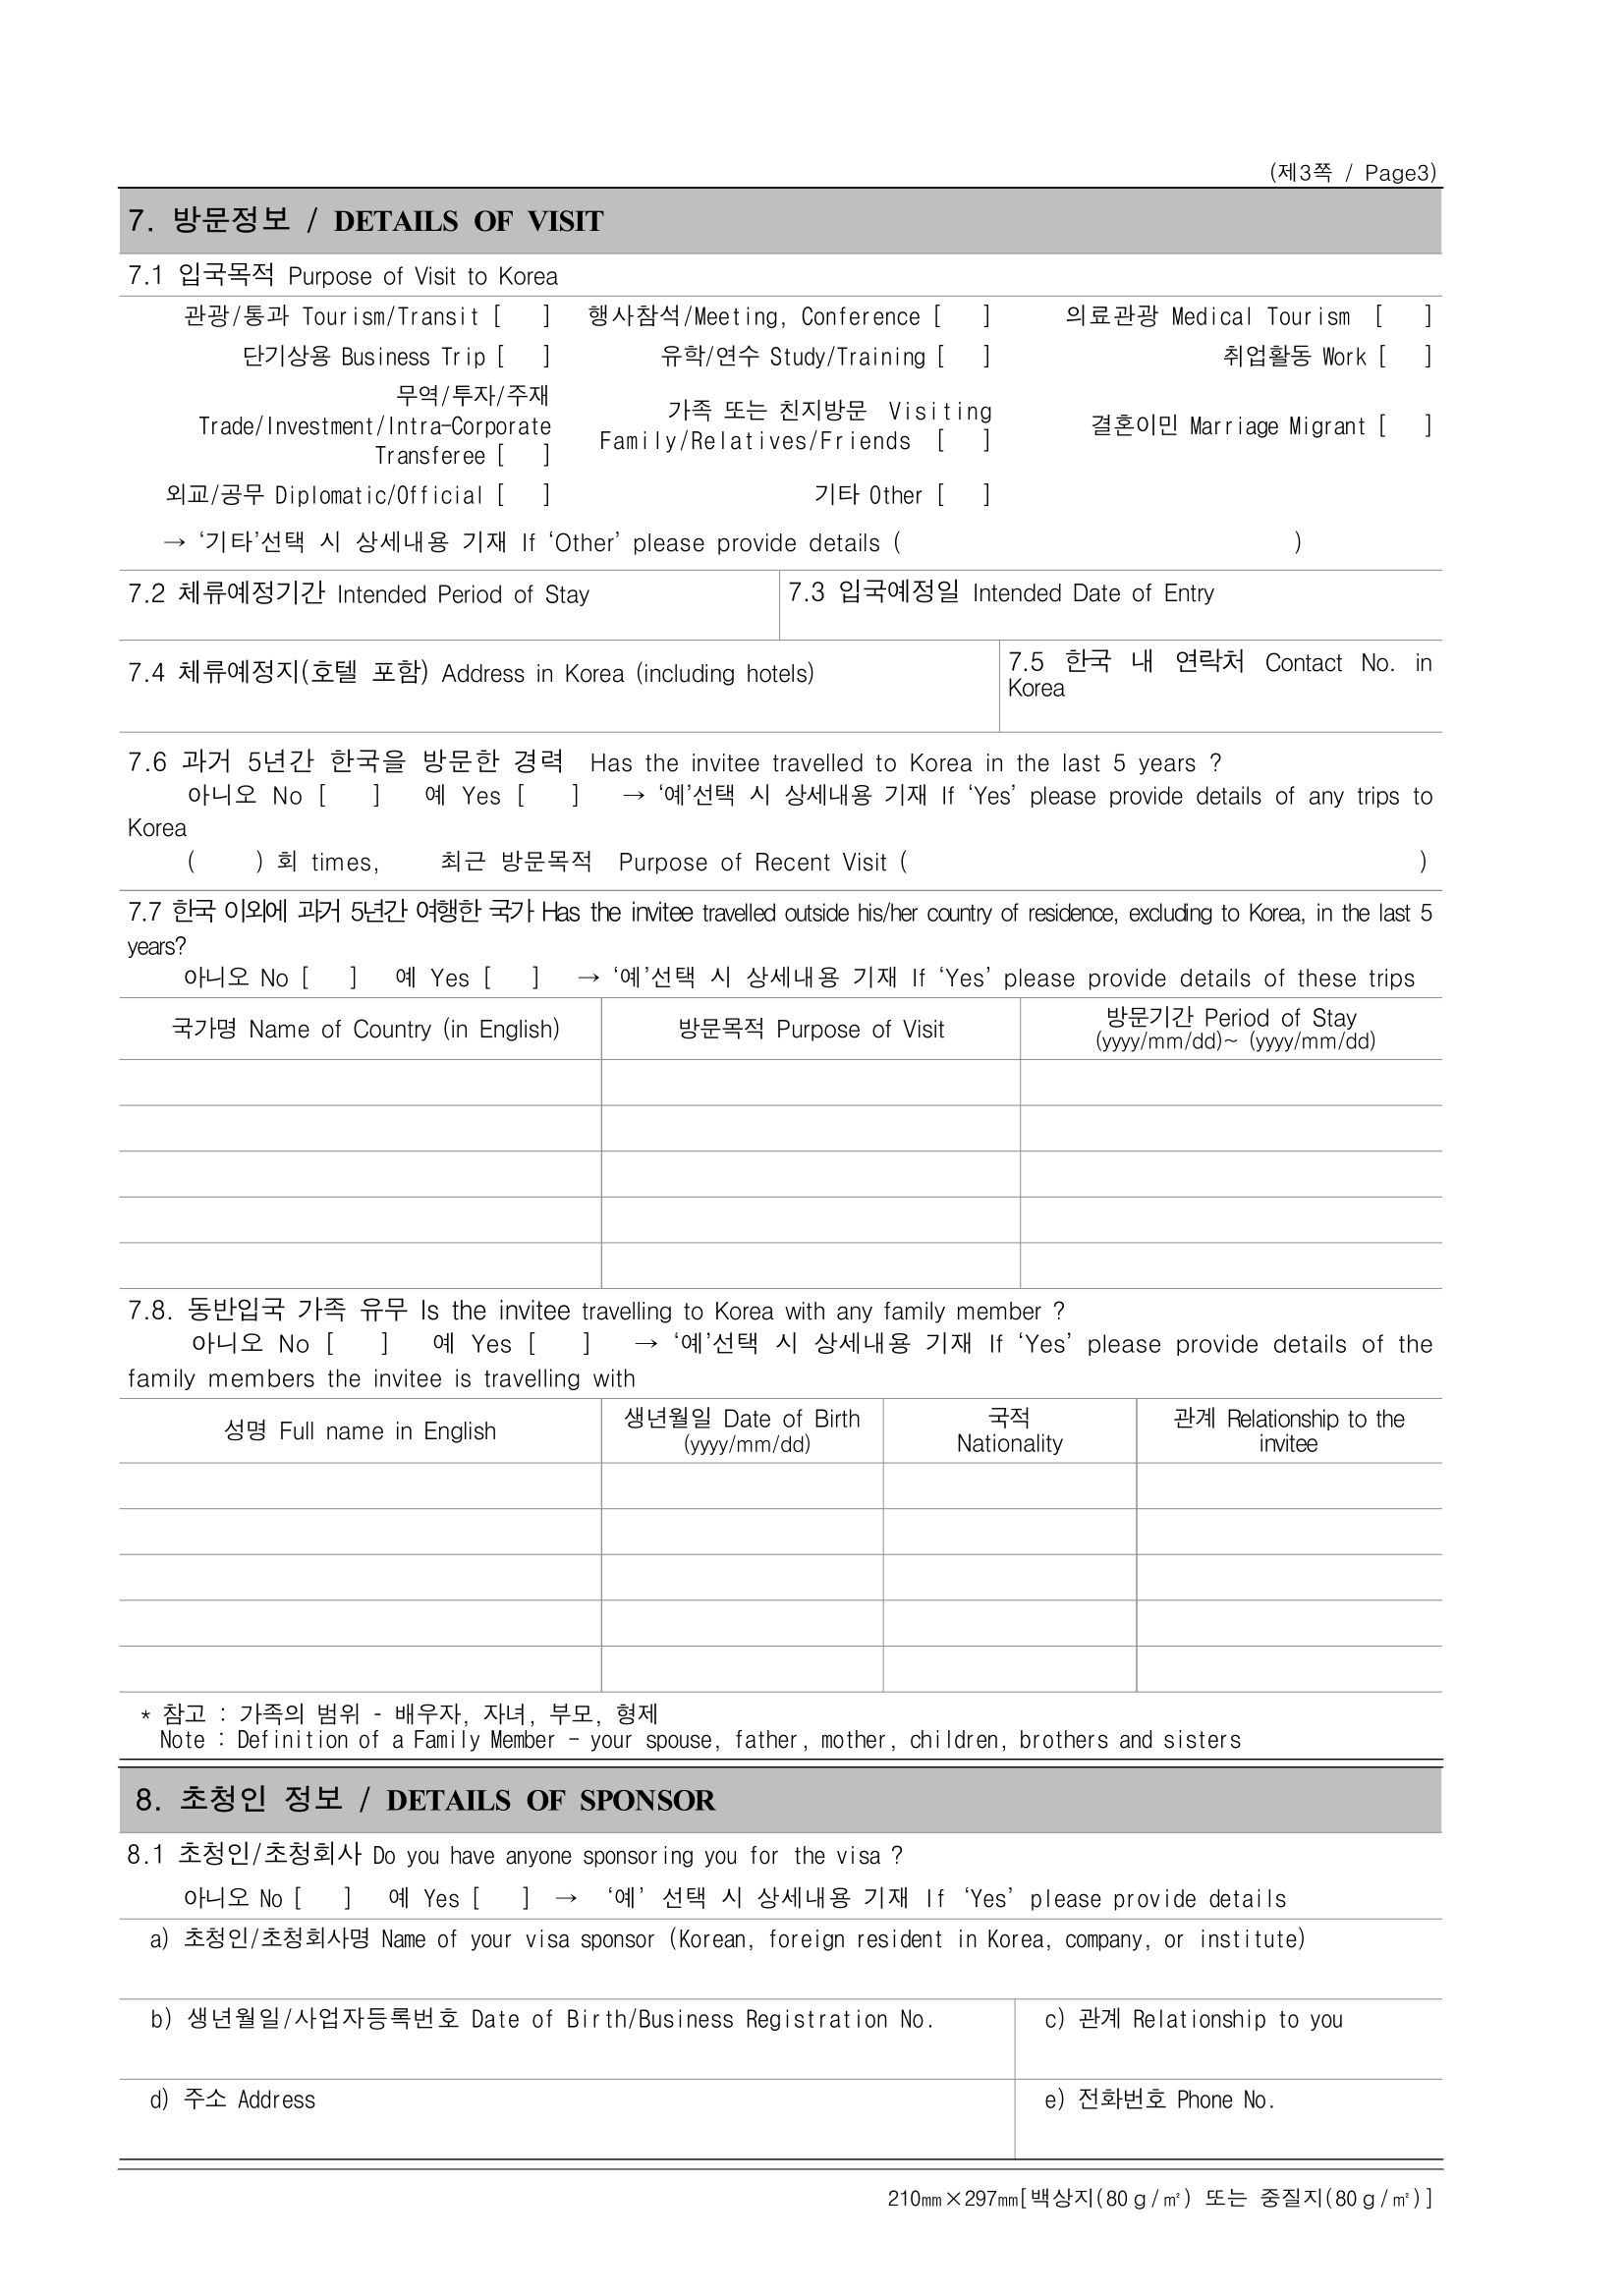 (제3쪽 / Page3)
7. 방문정보 / DETAILS OF VISIT
7.1 입국목적 Purpose of Visit to Korea
관광/통과 Tourism/Transit [ ] 행사참석/Meeting, Conference [ ] 의료관광 Medical Tourism [ ]
단기상용 Business Trip [ ] 유학/연수 Study/Training [ ] 취업활동 Work [ ]
무역/투자/주재
Trade/Investment/Intra-Corporate
Transferee [ ]
가족 또는 친지방문 Visiting
Family/Relatives/Friends [ ]
결혼이민 Marriage Migrant [ ]
외교/공무 Diplomatic/Official [ ] 기타 Other [ ]
→ ‘기타’선택 시 상세내용 기재 If ‘Other’ please provide details ( )
7.2 체류예정기간 Intended Period of Stay
7.3 입국예정일 Intended Date of Entry
7.4 체류예정지(호텔 포함) Address in Korea (including hotels)
7.5 한국 내 연락처 Contact No. in
Korea
7.6 과거 5년간 한국을 방문한 경력 Has the invitee travelled to Korea in the last 5 years ?
아니오 No [ ] 예 Yes [ ] → ‘예’선택 시 상세내용 기재 If ‘Yes’ please provide details of any trips to
Korea
( ) 회 times, 최근 방문목적 Purpose of Recent Visit ( )
7.7 한국 이외에 과거 5년간 여행한 국가 Has the invitee travelled outside his/her country of residence, excluding to Korea, in the last 5
years?
아니오 No [ ] 예 Yes [ ] → ‘예’선택 시 상세내용 기재 If ‘Yes’ please provide details of these trips
국가명 Name of Country (in English)
방문목적 Purpose of Visit
방문기간 Period of Stay
(yyyy/mm/dd)~ (yyyy/mm/dd)
7.8. 동반입국 가족 유무 Is the invitee travelling to Korea with any family member ?
아니오 No [ ] 예 Yes [ ] → ‘예’선택 시 상세내용 기재 If ‘Yes’ please provide details of the
family members the invitee is travelling with
성명 Full name in English
생년월일 Date of Birth
(yyyy/mm/dd)
국적
Nationality
관계 Relationship to the
invitee
* 참고 : 가족의 범위 - 배우자, 자녀, 부모, 형제
Note : Definition of a Family Member - your spouse, father, mother, children, brothers and sisters
8. 초청인 정보 / DETAILS OF SPONSOR
8.1 초청인/초청회사 Do you have anyone sponsoring you for the visa ?
아니오 No [ ] 예 Yes [ ] → ‘예’ 선택 시 상세내용 기재 If ‘Yes’ please provide details
a) 초청인/초청회사명 Name of your visa sponsor (Korean, foreign resident in Korea, company, or institute)
b) 생년월일/사업자등록번호 Date of Birth/Business Registration No.
c) 관계 Relationship to you
d) 주소 Address
e) 전화번호 Phone No.
210㎜×297㎜[백상지(80ｇ/㎡) 또는 중질지(80ｇ/㎡)]